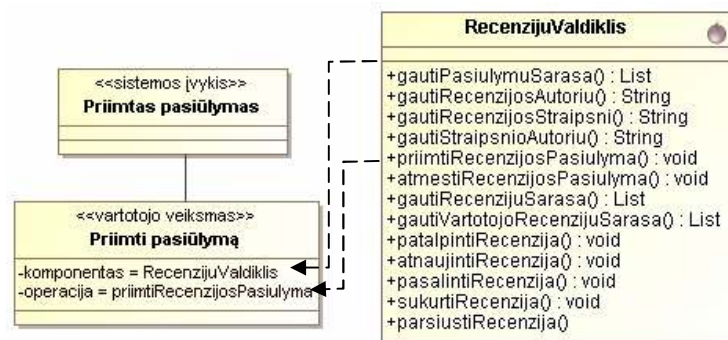 <<sistemos įvykis>>
Priimtas pasiūlymas
<<vartotojo veiksmas>>
Priimti pasiūlymą
-komponentas = RecenzijuValdiklis
-operacija = priimtiRecenzijosPasiulyma
RecenzijuValdiklis
+gautiPasiulymuSarasa() : List
+gautiRecenzijosAutoriu() : String
+gautiRecenzijosStraipsni() : String
+gautiStraipsnioAutoriu() : String
+priimtiRecenzijosPasiulyma() : void
+atmestiRecenzijosPasiulyma() : void
+gautiRecenzijuSarasa() : List
+gautiVartotojoRecenzijuSarasa() : List
+patalpintiRecenzija() : void
+atnaujintiRecenzija() : void
+pasalintiRecenzija() : void
+sukurtiRecenzija() : void
+parsiustiRecenzija()